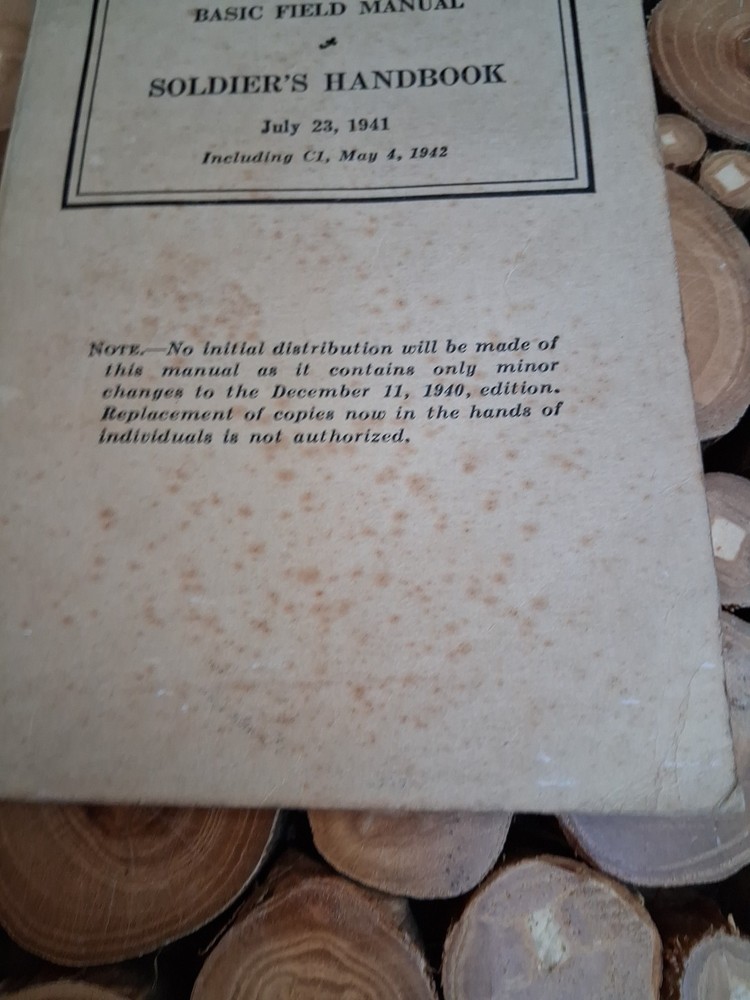 BASIC FIELD MANUAL
SOLDIER'S HANDBOOK
July 23, 1941
Including C1, May 4, 1942
NOTE.—No initial distribution will be made of
this manual as it contains only minor
changes to the December 11, 1940, edition.
Replacement of copies now in the hands of
individuals is not authorized.